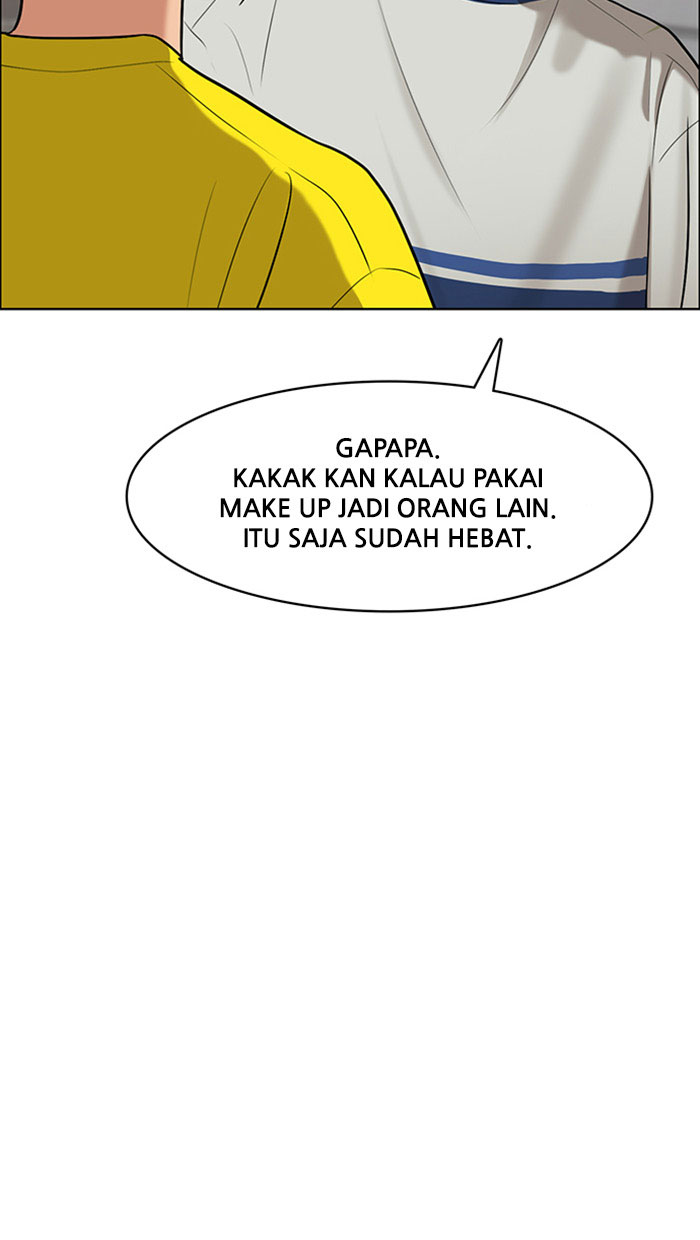 GAPAPA.
KAKAK KAN KALAU PAKAI
MAKE UP JADI ORANG LAIN.
ITU SAJA SUDAH HEBAT.